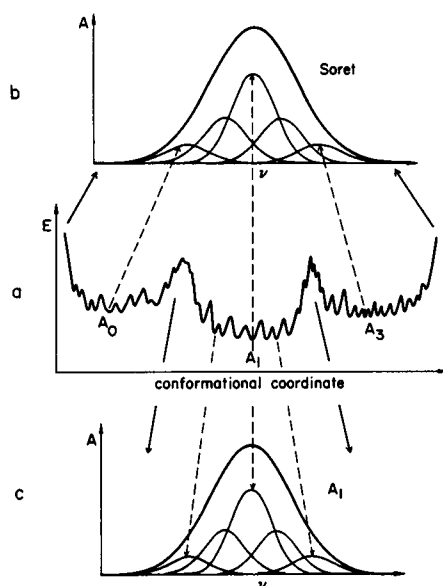 A
b
Soret
ν
E
a
A₀
A₁
A₃
conformational coordinate
A
c
A₁
ν